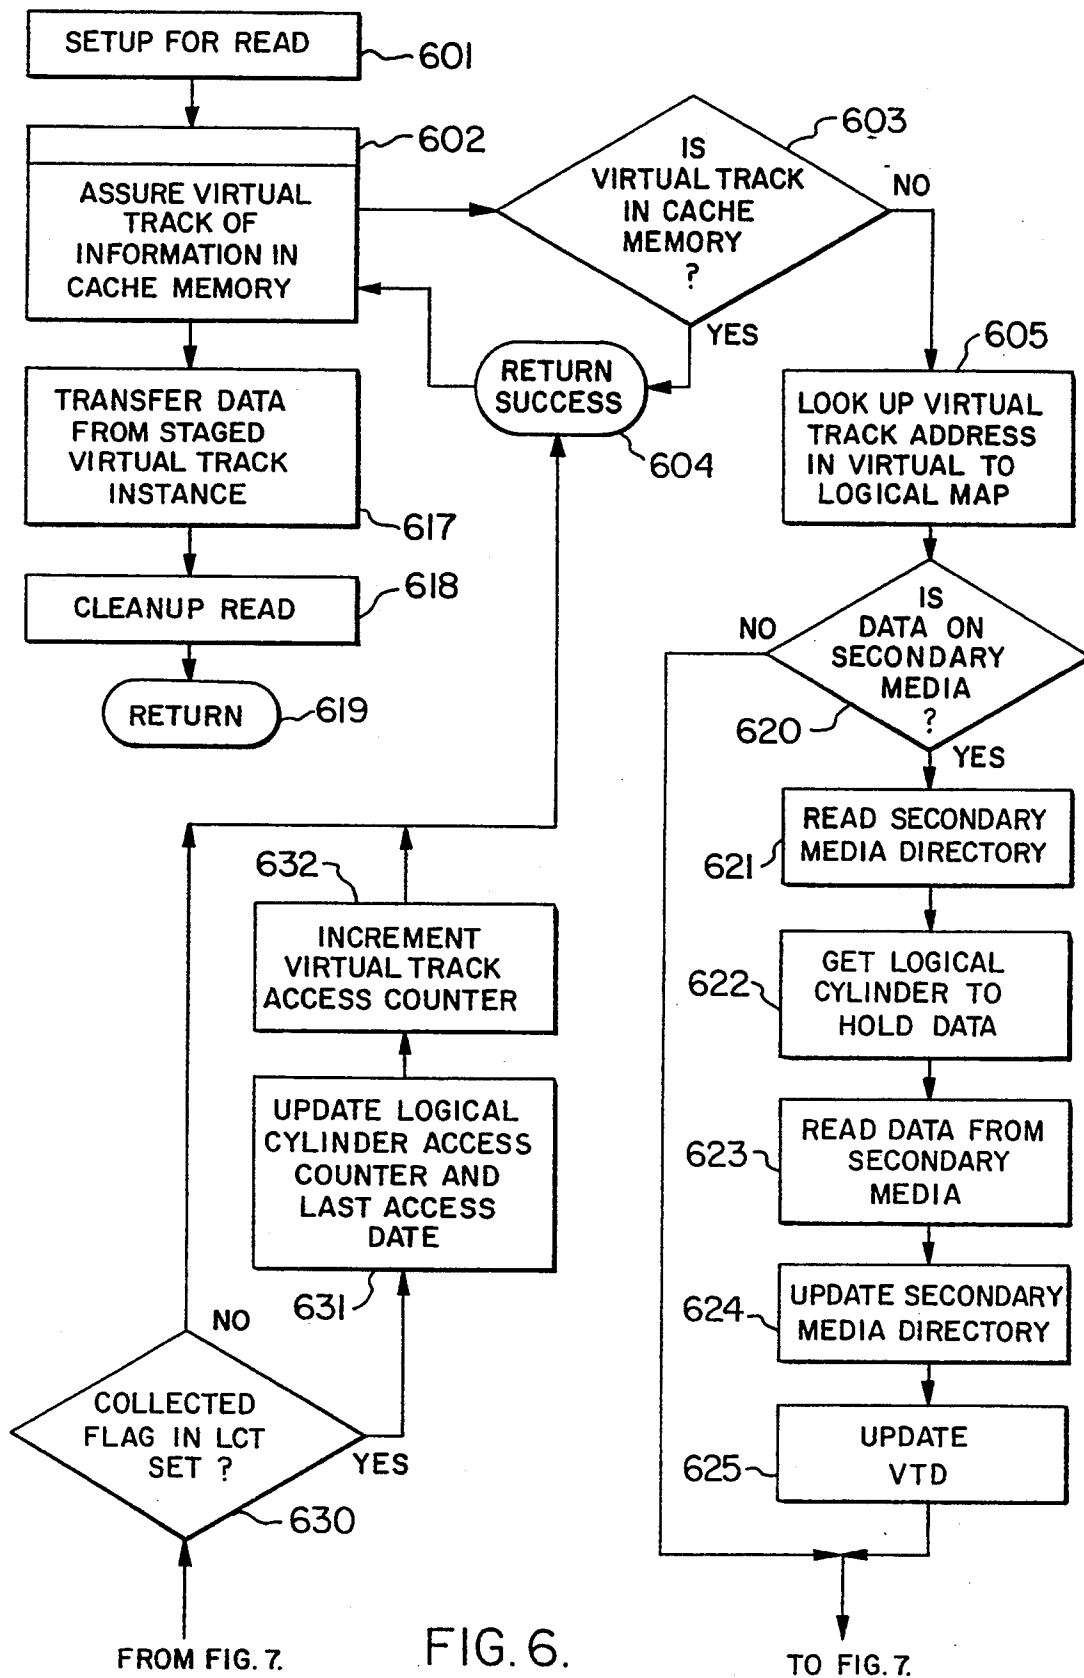 SETUP FOR READ
601
602
ASSURE VIRTUAL
TRACK OF
INFORMATION IN
CACHE MEMORY
TRANSFER DATA
FROM STAGED
VIRTUAL TRACK
INSTANCE
617
CLEANUP READ
618
RETURN
619
603
IS
VIRTUAL TRACK
IN CACHE
MEMORY
?
NO
YES
RETURN
SUCCESS
604
605
LOOK UP VIRTUAL
TRACK ADDRESS
IN VIRTUAL TO
LOGICAL MAP
IS
DATA ON
SECONDARY
MEDIA
?
NO
620
YES
READ SECONDARY
MEDIA DIRECTORY
621
GET LOGICAL
CYLINDER TO
HOLD DATA
622
READ DATA FROM
SECONDARY
MEDIA
623
UPDATE SECONDARY
MEDIA DIRECTORY
624
UPDATE
VTD
625
TO FIG. 7.
632
INCREMENT
VIRTUAL TRACK
ACCESS COUNTER
UPDATE LOGICAL
CYLINDER ACCESS
COUNTER AND
LAST ACCESS
DATE
631
NO
COLLECTED
FLAG IN LCT
SET ?
YES
630
FROM FIG. 7.
FIG. 6.